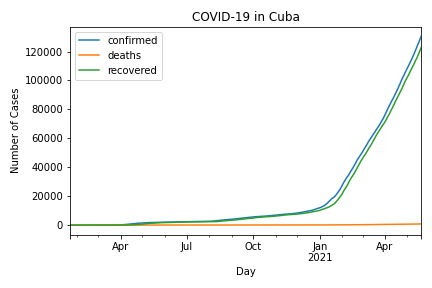 COVID-19 in Cuba
confirmed
deaths
recovered
Number of Cases
120000
100000
80000
60000
40000
20000
0
Apr
Jul
Oct
Jan
2021
Apr
Day